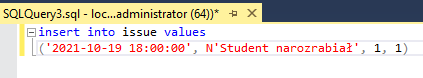 SQLQuery3.sql - loc...administrator (64))*
insert into issue values
('2021-10-19 18:00:00', N'Student narozrabiał', 1, 1)